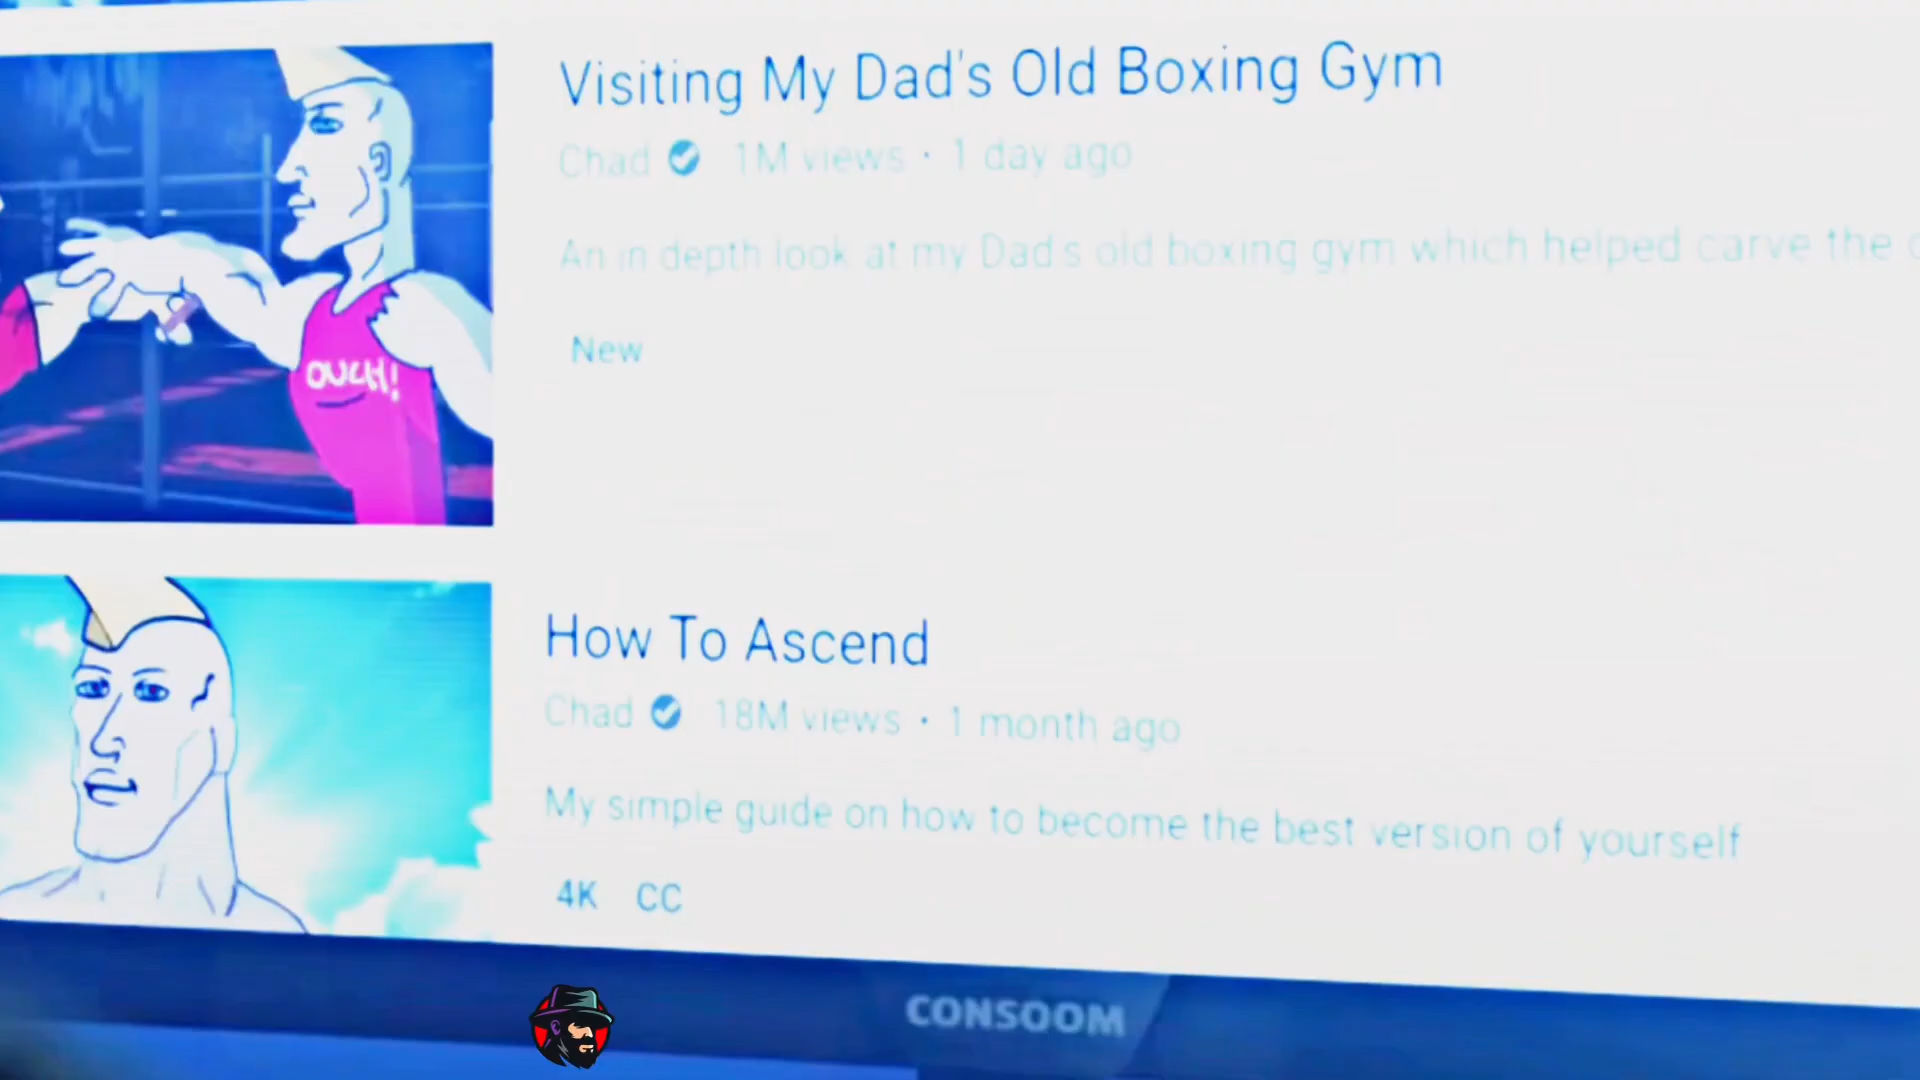 Visiting My Dad's Old Boxing Gym
Chad 1M views · 1 day ago
An in depth look at my Dad's old boxing gym which helped carve the
New
OUCH!
How To Ascend
Chad 18M views · 1 month ago
My simple guide on how to become the best version of yourself
4K CC
CONSOOM